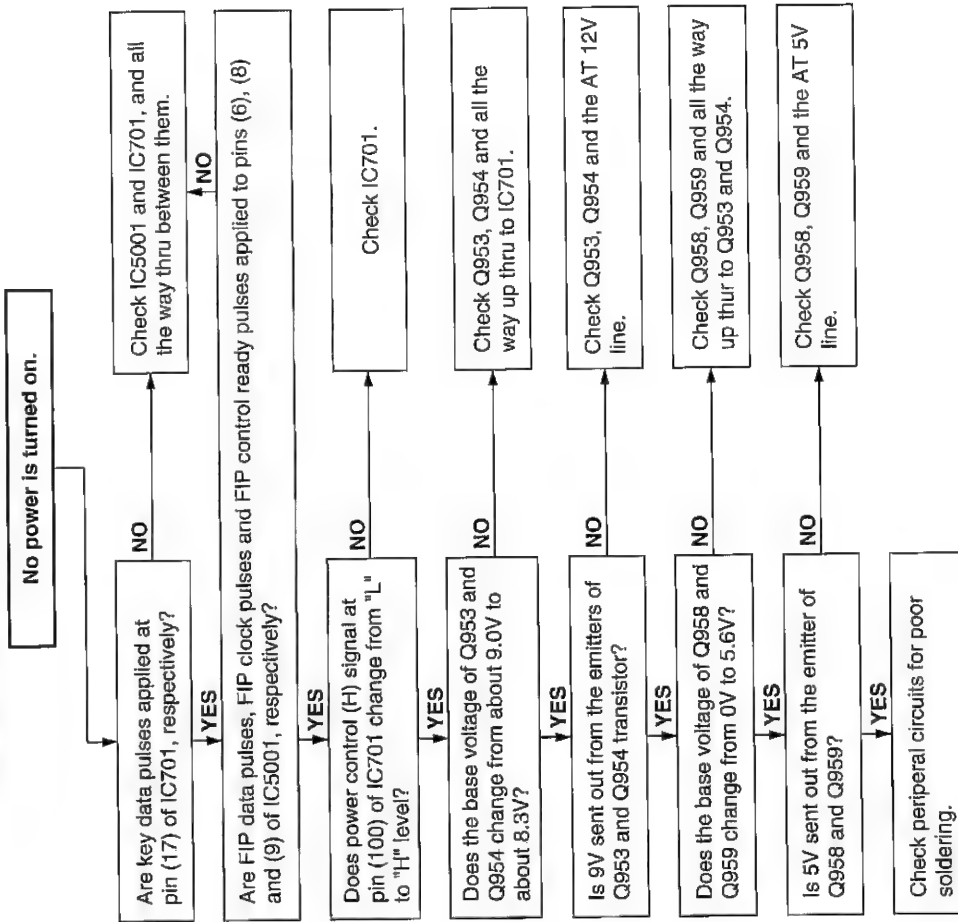 No power is turned on.
Are key data pulses applied at
pin (17) of IC701, respectively?
NO
Check IC5001 and IC701, and all
the way thru between them.
YES
NO
Are FIP data pulses, FIP clock pulses and FIP control ready pulses applied to pins (6), (8)
and (9) of IC5001, respectively?
YES
Does power control (H) signal at
pin (100) of IC701 change from "L"
to "H" level?
NO
Check IC701.
YES
Does the base voltage of Q953 and
Q954 change from about 9.0V to
about 8.3V?
NO
Check Q953, Q954 and all the
way up thru to IC701.
YES
Is 9V sent out from the emitters of
Q953 and Q954 transistor?
NO
Check Q953, Q954 and the AT 12V
line.
YES
Does the base voltage of Q958 and
Q959 change from 0V to 5.6V?
NO
Check Q958, Q959 and all the way
up thur to Q953 and Q954.
YES
Is 5V sent out from the emitter of
Q958 and Q959?
NO
Check Q958, Q959 and the AT 5V
line.
YES
Check periperal circuits for poor
soldering.